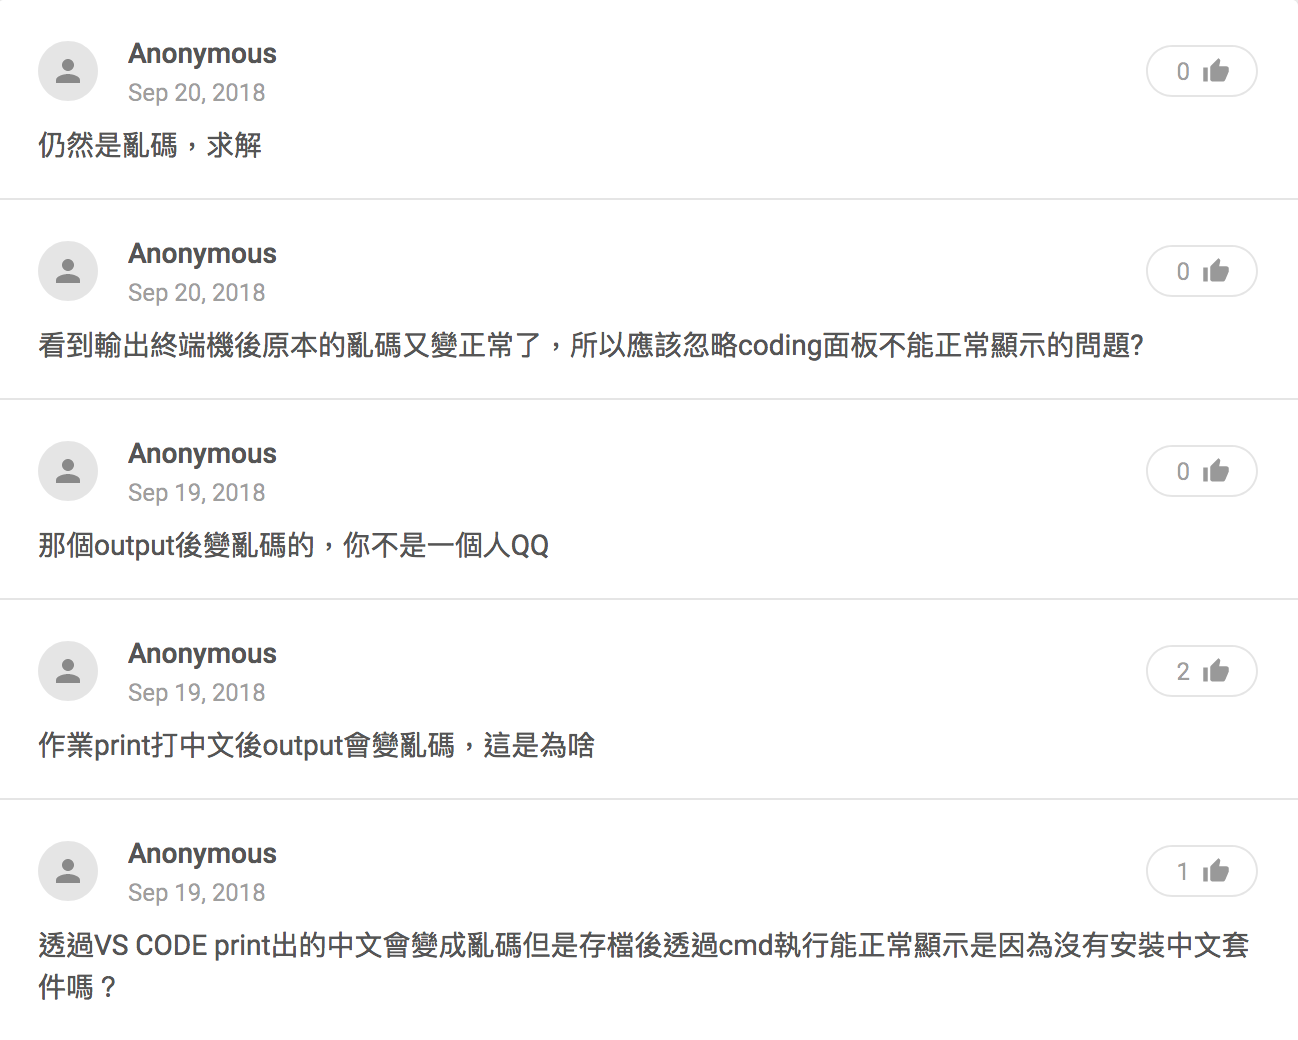 Anonymous
Sep 20, 2018
0
仍然是亂碼，求解
Anonymous
Sep 20, 2018
0
看到輸出終端機後原本的亂碼又變正常了，所以應該忽略coding面板不能正常顯示的問題?
Anonymous
Sep 19, 2018
0
那個output後變亂碼的，你不是一個人QQ
Anonymous
Sep 19, 2018
2
作業print打中文後output會變亂碼，這是為啥
Anonymous
Sep 19, 2018
1
透過VS CODE print出的中文會變成亂碼但是存檔後透過cmd執行能正常顯示是因為沒有安裝中文套
件嗎？